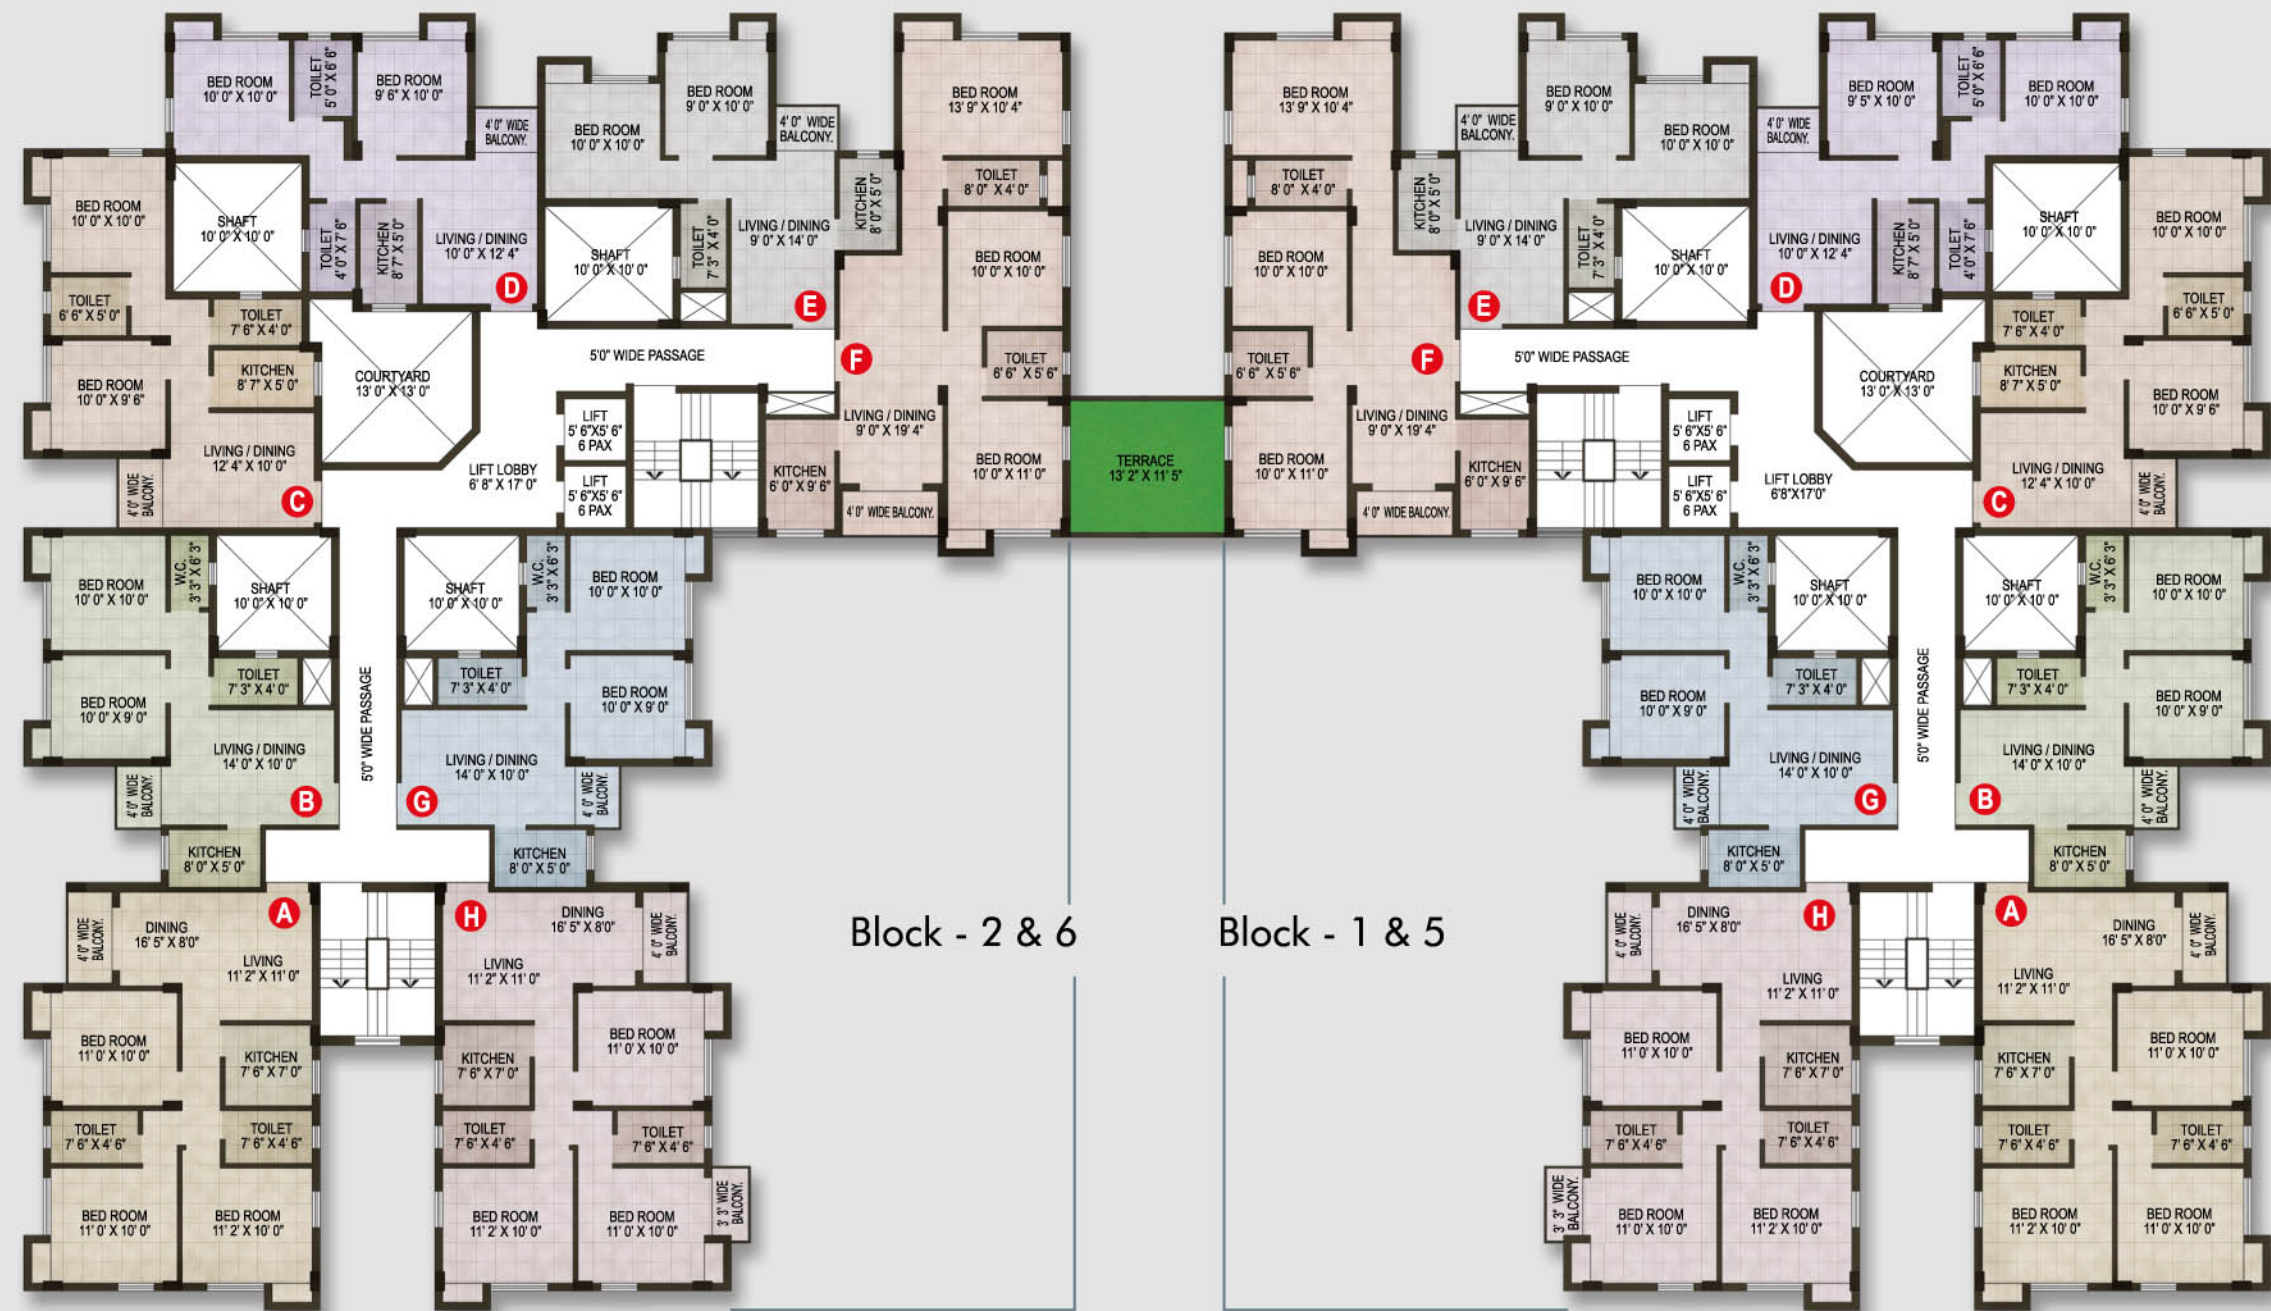 BED ROOM
10' 0" X 10' 0"
TOILET
5' 0" X 6' 6"
BED ROOM
9' 6" X 10' 0"
4' 0" WIDE
BALCONY.
BED ROOM
10' 0" X 10' 0"
BED ROOM
9' 0" X 10' 0"
4' 0" WIDE
BALCONY.
BED ROOM
13' 9" X 10' 4"
BED ROOM
10' 0" X 10' 0"
SHAFT
10' 0" X 10' 0"
TOILET
4' 0" X 7' 6"
KITCHEN
8' 7" X 5' 0"
LIVING / DINING
10' 0" X 12' 4"
D
SHAFT
10' 0" X 10' 0"
TOILET
7' 3" X 4' 0"
LIVING / DINING
9' 0" X 14' 0"
E
KITCHEN
8' 0" X 5' 0"
TOILET
8' 0" X 4' 0"
BED ROOM
10' 0" X 10' 0"
TOILET
6' 6" X 5' 0"
TOILET
7' 6" X 4' 0"
BED ROOM
10' 0" X 9' 6"
KITCHEN
8' 7" X 5' 0"
COURTYARD
13' 0" X 13' 0"
5'0" WIDE PASSAGE
F
TOILET
6' 6" X 5' 6"
LIVING / DINING
12' 4" X 10' 0"
C
4' 0" WIDE
BALCONY.
LIFT LOBBY
6' 8" X 17' 0"
LIFT
5' 6"X5' 6"
6 PAX
LIFT
5' 6"X5' 6"
6 PAX
LIVING / DINING
9' 0" X 19' 4"
KITCHEN
6' 0" X 9' 6"
4' 0" WIDE BALCONY.
BED ROOM
10' 0" X 11' 0"
TERRACE
13' 2" X 11' 5"
BED ROOM
10' 0" X 10' 0"
W.C.
3' 3" X 6' 3"
SHAFT
10' 0" X 10' 0"
SHAFT
10' 0" X 10' 0"
W.C.
3' 3" X 6' 3"
BED ROOM
10' 0" X 10' 0"
BED ROOM
10' 0" X 9' 0"
TOILET
7' 3" X 4' 0"
5'0" WIDE PASSAGE
TOILET
7' 3" X 4' 0"
BED ROOM
10' 0" X 9' 0"
LIVING / DINING
14' 0" X 10' 0"
B
4' 0" WIDE
BALCONY.
G
LIVING / DINING
14' 0" X 10' 0"
4' 0" WIDE
BALCONY.
KITCHEN
8' 0" X 5' 0"
KITCHEN
8' 0" X 5' 0"
4' 0" WIDE
BALCONY.
DINING
16' 5" X 8'0"
A
LIVING
11' 2" X 11' 0"
H
DINING
16' 5" X 8'0"
LIVING
11' 2" X 11' 0"
4' 0" WIDE
BALCONY.
BED ROOM
11' 0' X 10' 0"
KITCHEN
7' 6" X 7' 0"
KITCHEN
7' 6" X 7' 0"
BED ROOM
11' 0' X 10' 0"
TOILET
7' 6" X 4' 6"
TOILET
7' 6" X 4' 6"
TOILET
7' 6" X 4' 6"
TOILET
7' 6" X 4' 6"
BED ROOM
11' 0' X 10' 0"
BED ROOM
11' 2" X 10' 0"
BED ROOM
11' 2" X 10' 0"
BED ROOM
11' 0" X 10' 0"
3' 3" WIDE
BALCONY.
Block - 2 & 6
Block - 1 & 5
BED ROOM
13' 9" X 10' 4"
4' 0" WIDE
BALCONY.
BED ROOM
9' 0" X 10' 0"
BED ROOM
10' 0" X 10' 0"
4' 0" WIDE
BALCONY.
BED ROOM
9' 5" X 10' 0"
TOILET
5' 0" X 6' 6"
BED ROOM
10' 0" X 10' 0"
TOILET
8' 0" X 4' 0"
KITCHEN
8' 0" X 5' 0"
LIVING / DINING
9' 0" X 14' 0"
E
TOILET
7' 3" X 4' 0"
SHAFT
10' 0" X 10' 0"
LIVING / DINING
10' 0" X 12' 4"
D
KITCHEN
8' 7" X 5' 0"
TOILET
4' 0" X 7' 6"
SHAFT
10' 0" X 10' 0"
BED ROOM
10' 0" X 10' 0"
BED ROOM
10' 0" X 10' 0"
TOILET
6' 6" X 5' 6"
F
5'0" WIDE PASSAGE
COURTYARD
13' 0" X 13' 0"
TOILET
7' 6" X 4' 0"
TOILET
6' 6" X 5' 0"
KITCHEN
8' 7" X 5' 0"
BED ROOM
10' 0" X 9' 6"
BED ROOM
10' 0" X 11' 0"
LIVING / DINING
9' 0" X 19' 4"
4' 0" WIDE BALCONY.
KITCHEN
6' 0" X 9' 6"
LIFT
5' 6"X5' 6"
6 PAX
LIFT
5' 6"X5' 6"
6 PAX
LIFT LOBBY
6'8"X17'0"
LIVING / DINING
12' 4" X 10' 0"
C
4' 0" WIDE
BALCONY.
BED ROOM
10' 0" X 10' 0"
W.C.
3' 3" X 6' 3"
SHAFT
10' 0" X 10' 0"
SHAFT
10' 0" X 10' 0"
W.C.
3' 3" X 6' 3"
BED ROOM
10' 0" X 10' 0"
BED ROOM
10' 0" X 9' 0"
TOILET
7' 3" X 4' 0"
5'0" WIDE PASSAGE
TOILET
7' 3" X 4' 0"
BED ROOM
10' 0" X 9' 0"
4' 0" WIDE
BALCONY.
LIVING / DINING
14' 0" X 10' 0"
G
B
LIVING / DINING
14' 0" X 10' 0"
4' 0" WIDE
BALCONY.
KITCHEN
8' 0" X 5' 0"
KITCHEN
8' 0" X 5' 0"
4' 0" WIDE
BALCONY.
DINING
16' 5" X 8'0"
H
LIVING
11' 2" X 11' 0"
A
DINING
16' 5" X 8'0"
LIVING
11' 2" X 11' 0"
4' 0" WIDE
BALCONY.
BED ROOM
11' 0' X 10' 0"
KITCHEN
7' 6" X 7' 0"
KITCHEN
7' 6" X 7' 0"
BED ROOM
11' 0' X 10' 0"
TOILET
7' 6" X 4' 6"
TOILET
7' 6" X 4' 6"
TOILET
7' 6" X 4' 6"
TOILET
7' 6" X 4' 6"
3' 3" WIDE
BALCONY.
BED ROOM
11' 0" X 10' 0"
BED ROOM
11' 2" X 10' 0"
BED ROOM
11' 2" X 10' 0"
BED ROOM
11' 0" X 10' 0"